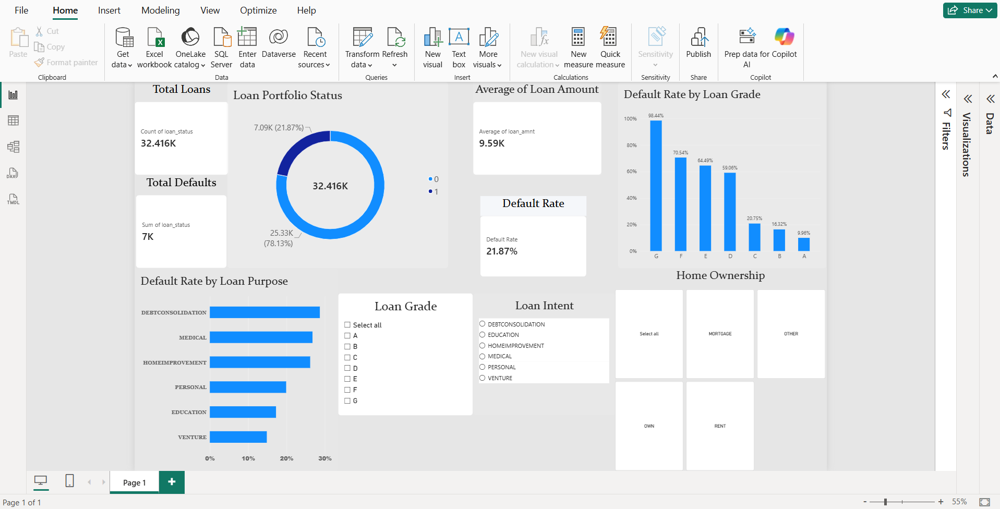 File
Home
Insert
Modeling
View
Optimize
Help
Share
Paste
Cut
Copy
Format painter
Clipboard
Get data
Excel workbook
OneLake catalog
SQL Server
Enter data
Dataverse
Recent sources
Data
Transform data
Refresh
Queries
New visual
Text box
More visuals
Insert
New visual calculation
New measure
Quick measure
Calculations
Sensitivity
Sensitivity
Publish
Share
Prep data for AI
Copilot
Copilot
DAX
TMDL
Total Loans
Count of loan_status
32.416K
Total Defaults
Sum of loan_status
7K
Loan Portfolio Status
7.09K (21.87%)
32.416K
25.33K
(78.13%)
0
1
Average of Loan Amount
Average of loan_amnt
9.59K
Default Rate
Default Rate
21.87%
Default Rate by Loan Grade
100%
80%
60%
40%
20%
0%
98.44%
70.54%
64.49%
59.06%
20.75%
16.32%
9.96%
G F E D C B A
Default Rate by Loan Purpose
DEBTCONSOLIDATION
MEDICAL
HOMEIMPROVEMENT
PERSONAL
EDUCATION
VENTURE
0% 10% 20% 30%
Loan Grade
Select all
A
B
C
D
E
F
G
Loan Intent
DEBTCONSOLIDATION
EDUCATION
HOMEIMPROVEMENT
MEDICAL
PERSONAL
VENTURE
Home Ownership
Select all
MORTGAGE
OTHER
OWN
RENT
Filters
Visualizations
Data
Page 1
Page 1 of 1
55%